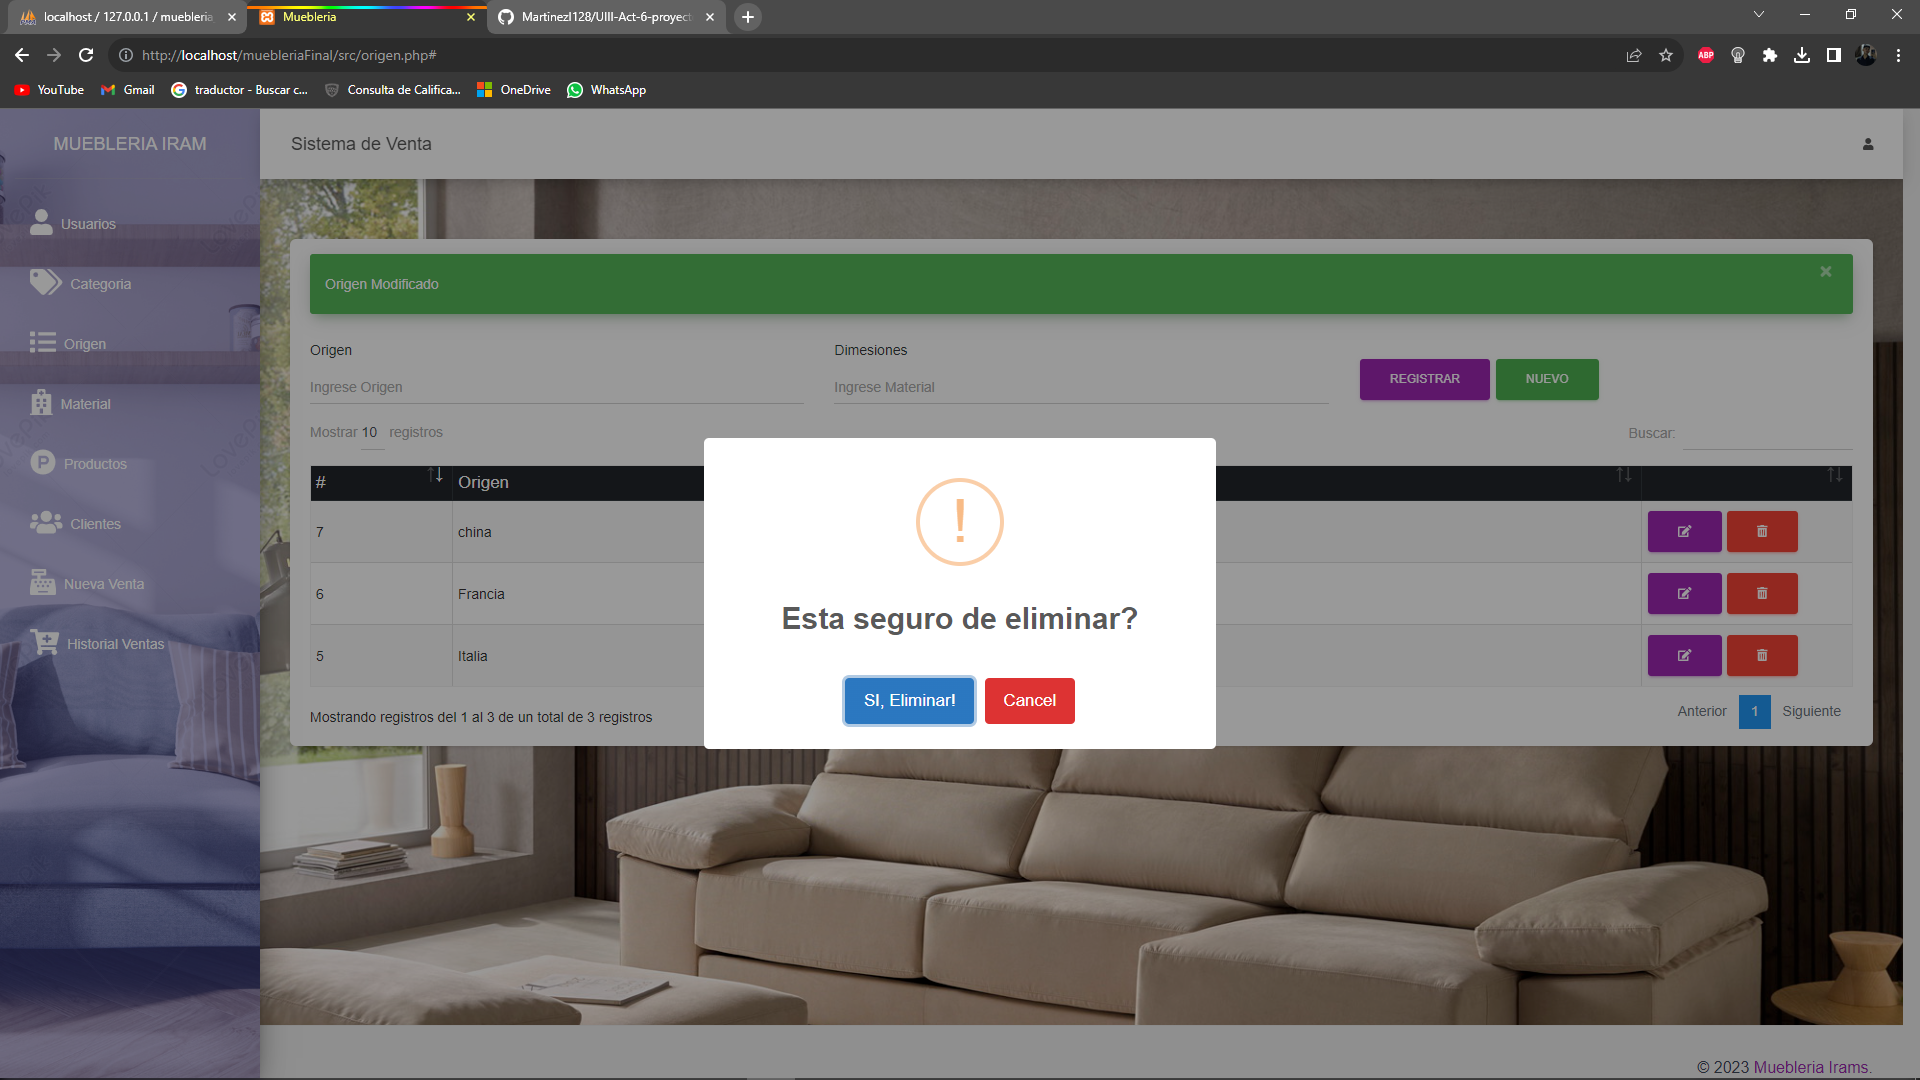 localhost / 127.0.0.1 / muebleria
Muebleria
MartinezI128/UIII-Act-6-proyect
http://localhost/muebleriaFinal/src/origen.php#
ABP
YouTube
Gmail
traductor - Buscar c...
Consulta de Califica...
OneDrive
WhatsApp
MUEBLERIA IRAM
Sistema de Venta
Usuarios
Categoria
Origen
Material
Productos
Clientes
Nueva Venta
Historial Ventas
Origen Modificado
×
Origen
Dimesiones
Ingrese Origen
Ingrese Material
REGISTRAR
NUEVO
Mostrar 10 registros
Buscar:
# Origen
7 china
6 Francia
5 Italia
Mostrando registros del 1 al 3 de un total de 3 registros
Anterior 1 Siguiente
!
Esta seguro de eliminar?
SI, Eliminar!
Cancel
© 2023 Muebleria Irams.